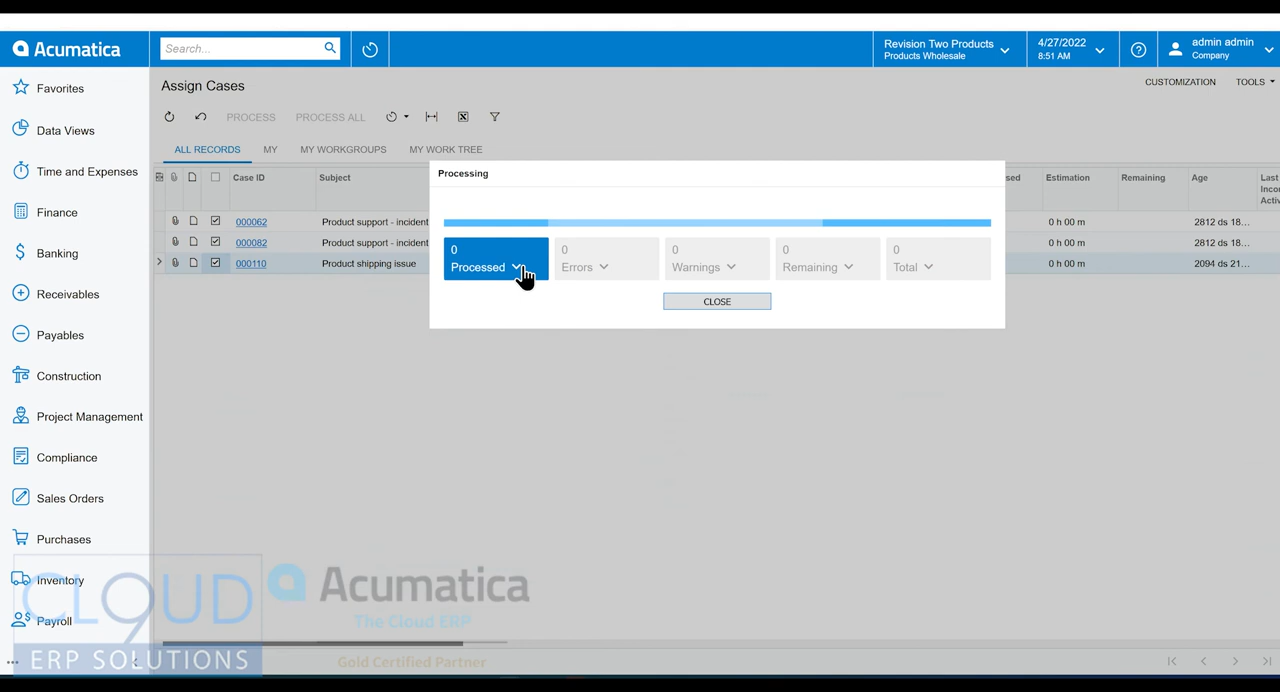 Acumatica
Search...
Revision Two Products
Products Wholesale
4/27/2022
8:51 AM
admin admin
Company
Favorites
Data Views
Time and Expenses
Finance
Banking
Receivables
Payables
Construction
Project Management
Compliance
Sales Orders
Purchases
Inventory
Payroll
Assign Cases
CUSTOMIZATION TOOLS
PROCESS PROCESS ALL
ALL RECORDS MY MY WORKGROUPS MY WORK TREE
Case ID Subject Estimation Remaining Age Last
000062 Product support - incident 0 h 00 m 2812 ds 18...
000082 Product support - incident 0 h 00 m 2812 ds 18...
000110 Product shipping issue 0 h 00 m 2094 ds 21...
Processing
0 0 0 0 0
Processed Errors Warnings Remaining Total
CLOSE
CLOUD 9
ERP SOLUTIONS
Acumatica
The Cloud ERP
Gold Certified Partner